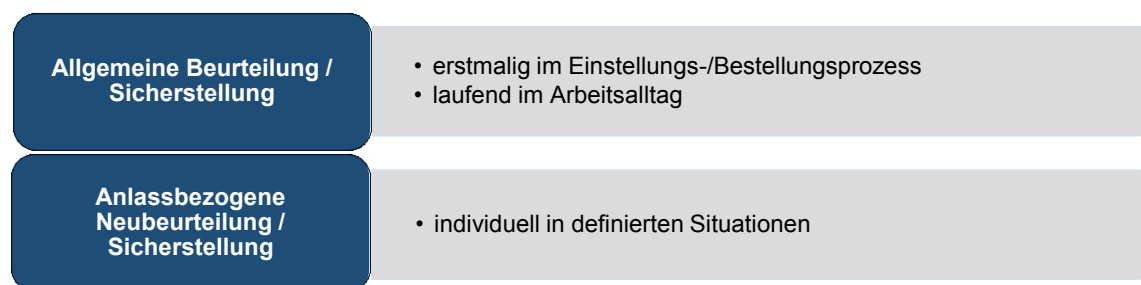 Allgemeine Beurteilung /
Sicherstellung
• erstmalig im Einstellungs-/Bestellungsprozess
• laufend im Arbeitsalltag
Anlassbezogene
Neubeurteilung /
Sicherstellung
• individuell in definierten Situationen